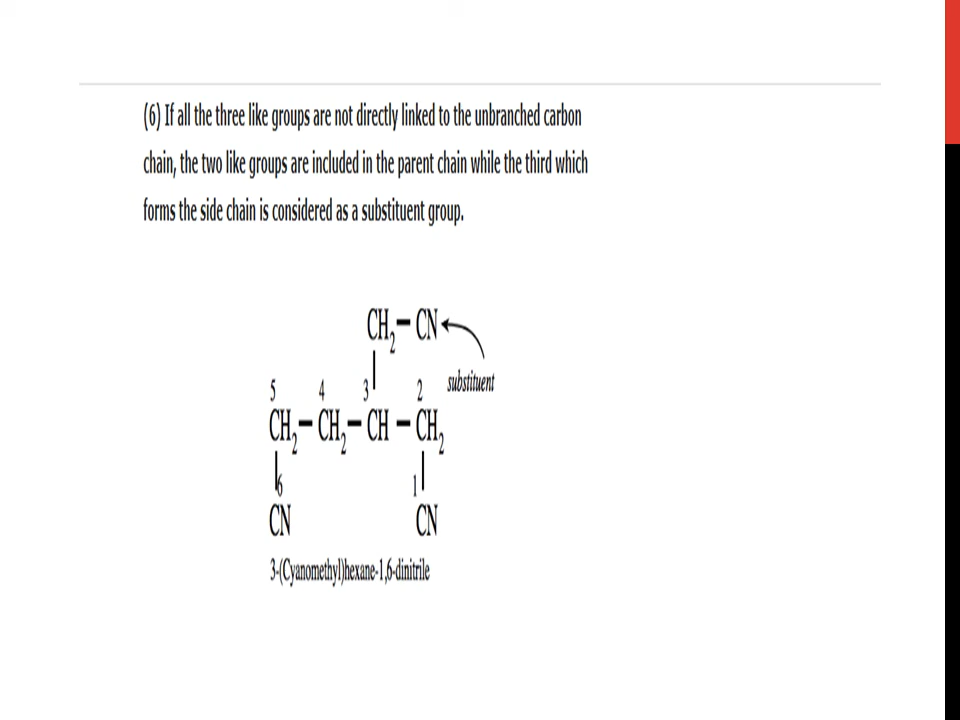 (6) If all the three like groups are not directly linked to the unbranched carbon
chain, the two like groups are included in the parent chain while the third which
forms the side chain is considered as a substituent group.
CH₂ – CN
substituent
5 4 3 2
CH₂ – CH₂ – CH – CH₂
6 1
CN CN
3-(Cyanomethyl)hexane-1,6-dinitrile